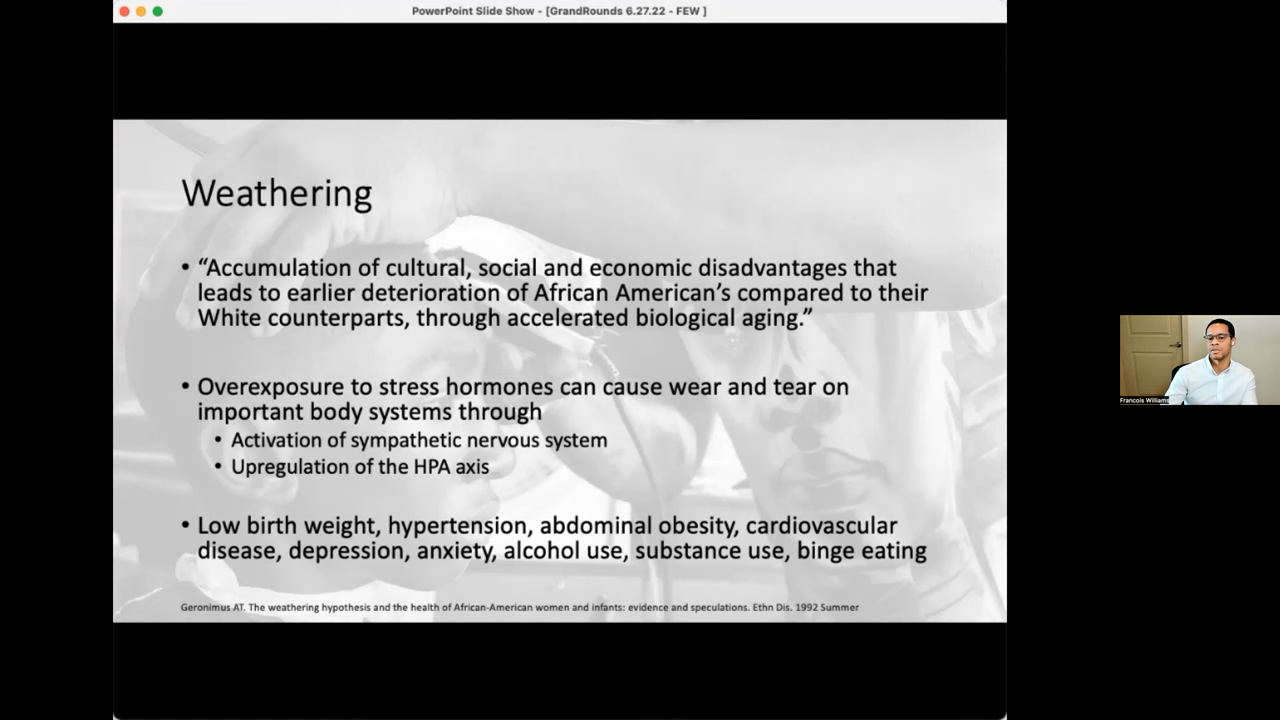 PowerPoint Slide Show - [GrandRounds 6.27.22 - FEW ]
Weathering
• “Accumulation of cultural, social and economic disadvantages that
leads to earlier deterioration of African American’s compared to their
White counterparts, through accelerated biological aging.”
• Overexposure to stress hormones can cause wear and tear on
important body systems through
• Activation of sympathetic nervous system
• Upregulation of the HPA axis
• Low birth weight, hypertension, abdominal obesity, cardiovascular
disease, depression, anxiety, alcohol use, substance use, binge eating
Geronimus AT. The weathering hypothesis and the health of African-American women and infants: evidence and speculations. Ethn Dis. 1992 Summer
Francois Williams